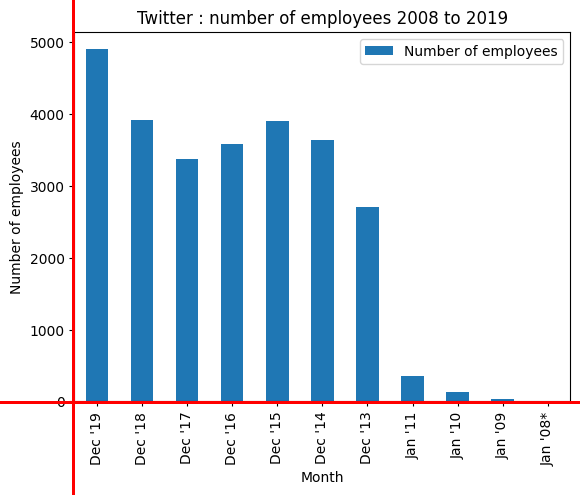 Twitter : number of employees 2008 to 2019
Number of employees
Number of employees
5000
4000
3000
2000
1000
0
Dec '19
Dec '18
Dec '17
Dec '16
Dec '15
Dec '14
Dec '13
Jan '11
Jan '10
Jan '09
Jan '08*
Month